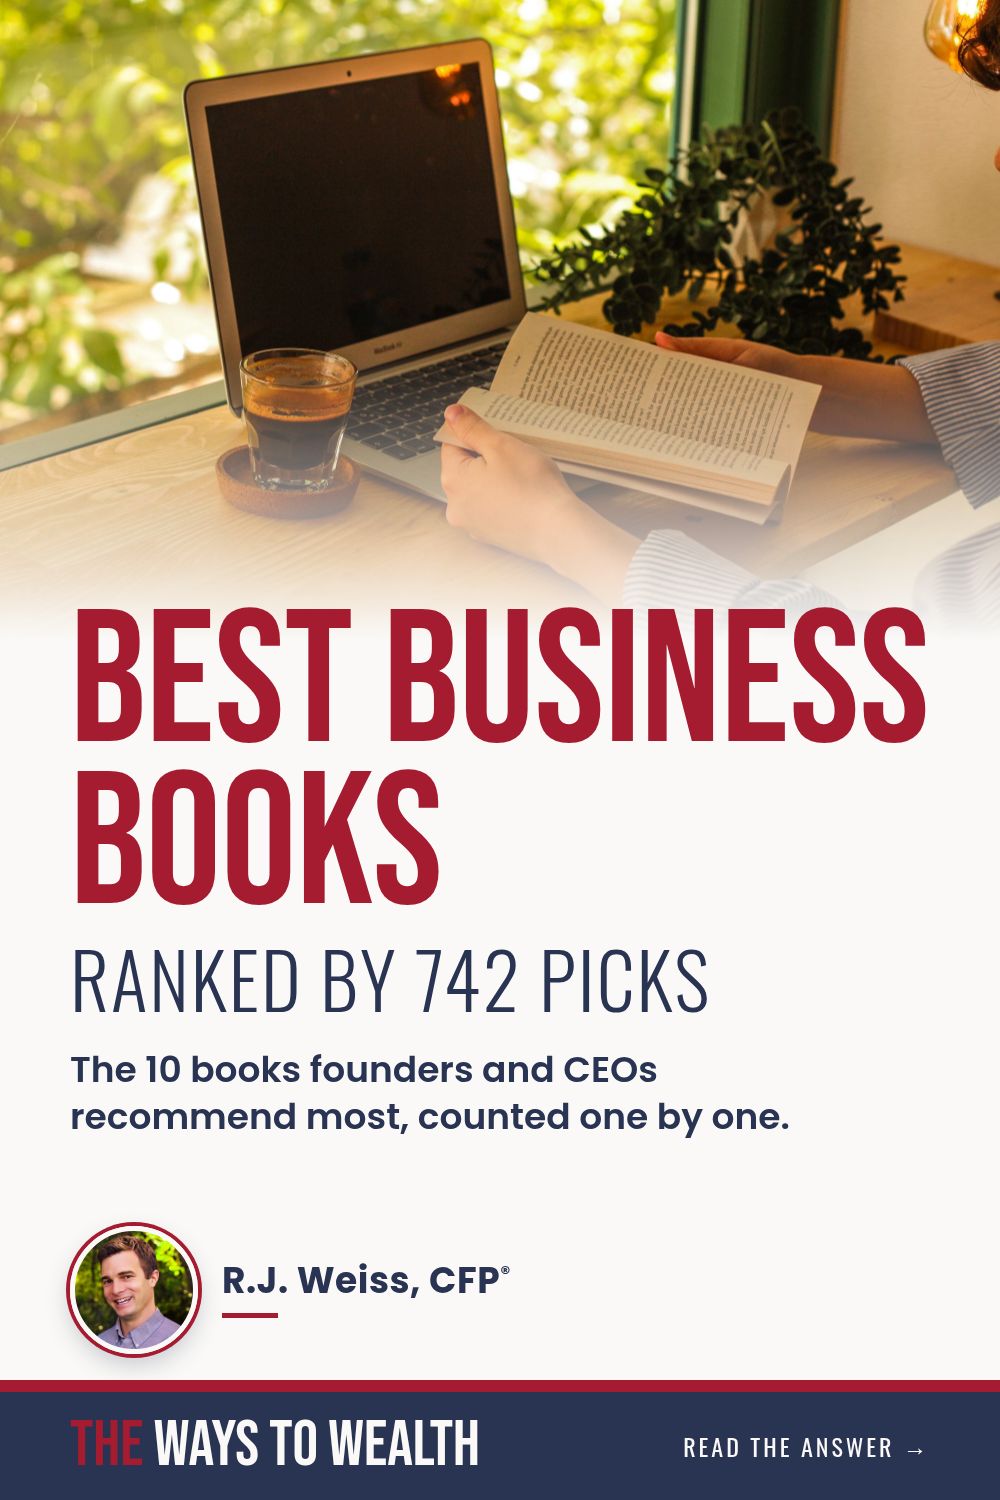 BEST BUSINESS
BOOKS
RANKED BY 742 PICKS
The 10 books founders and CEOs
recommend most, counted one by one.
R.J. Weiss, CFP®
THE WAYS TO WEALTH
READ THE ANSWER →